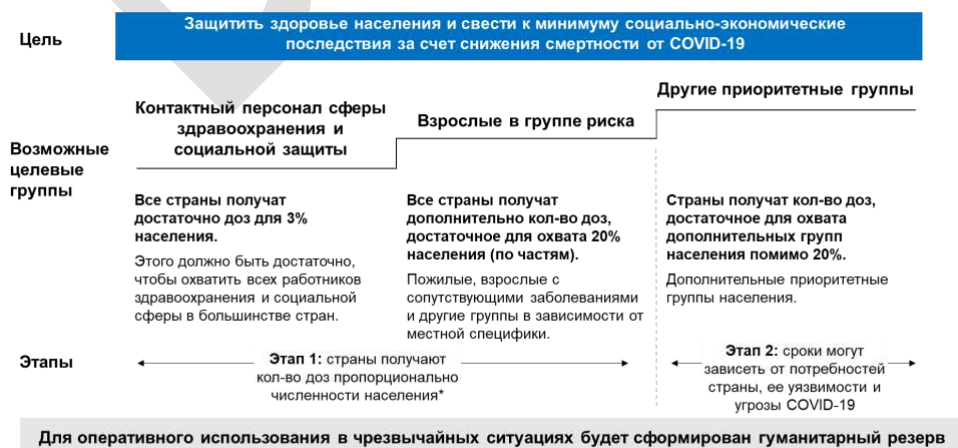 Цель
Защитить здоровье населения и свести к минимуму социально-экономические
последствия за счет снижения смертности от COVID-19
Возможные
целевые
группы
Контактный персонал сферы
здравоохранения и
социальной защиты
Взрослые в группе риска
Другие приоритетные группы
Все страны получат
достаточно доз для 3%
населения.
Этого должно быть достаточно,
чтобы охватить всех работников
здравоохранения и социальной
сферы в большинстве стран.
Все страны получат
дополнительно кол-во доз,
достаточное для охвата 20%
населения (по частям).
Пожилые, взрослые с
сопутствующими заболеваниями
и другие группы в зависимости от
местной специфики.
Страны получат кол-во доз,
достаточное для охвата
дополнительных групп
населения помимо 20%.
Дополнительные приоритетные
группы населения.
Этапы
Этап 1: страны получают
кол-во доз пропорционально
численности населения*
Этап 2: сроки могут
зависеть от потребностей
страны, ее уязвимости и
угрозы COVID-19
Для оперативного использования в чрезвычайных ситуациях будет сформирован гуманитарный резерв